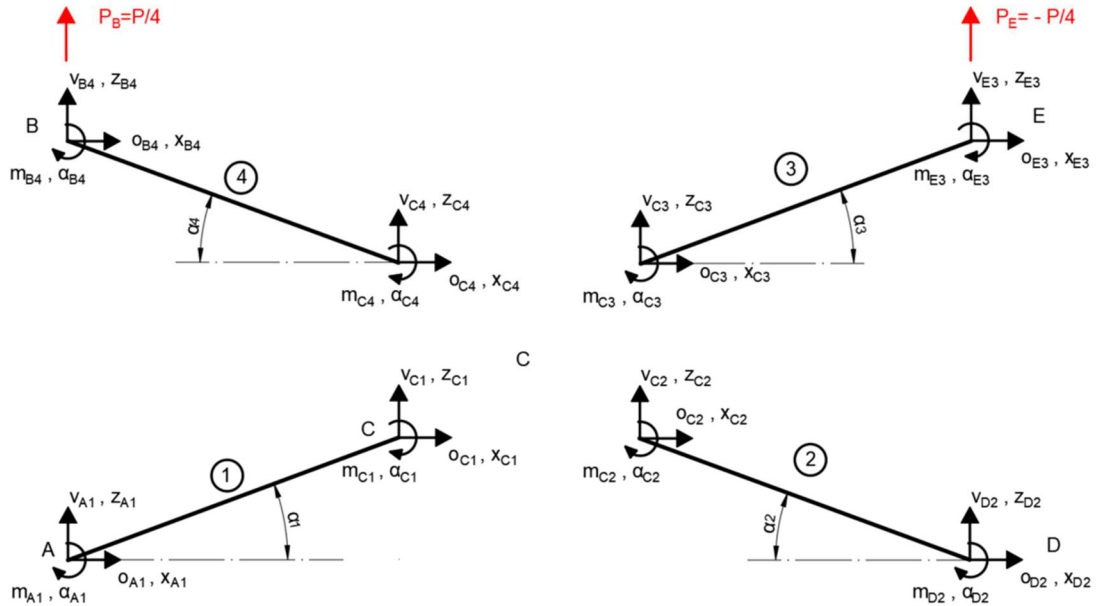 P_B=P/4
P_E= - P/4
v_B4 , z_B4
v_E3 , z_E3
B
o_B4 , x_B4
E
o_E3 , x_E3
m_B4 , α_B4
m_E3 , α_E3
4
3
v_C4 , z_C4
v_C3 , z_C3
α4
α3
o_C4 , x_C4
o_C3 , x_C3
m_C4 , α_C4
m_C3 , α_C3
C
v_C1 , z_C1
v_C2 , z_C2
C
o_C2 , x_C2
o_C1 , x_C1
m_C1 , α_C1
m_C2 , α_C2
1
2
v_A1 , z_A1
v_D2 , z_D2
α1
α2
A
D
o_A1 , x_A1
o_D2 , x_D2
m_A1 , α_A1
m_D2 , α_D2